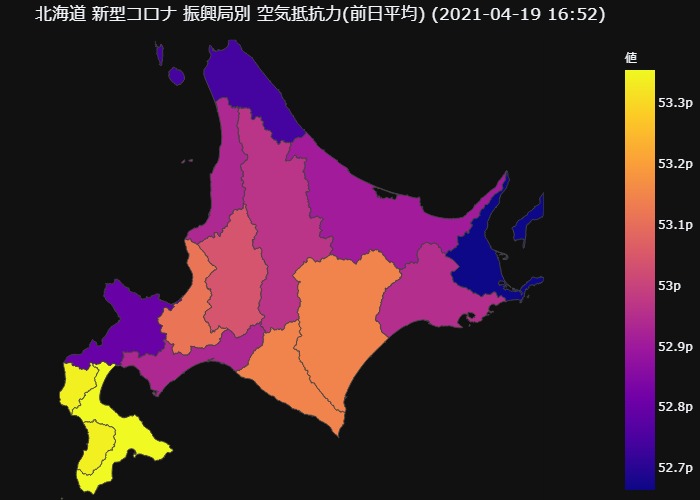 北海道 新型コロナ 振興局別 空気抵抗力(前日平均) (2021-04-19 16:52)
値
53.3p
53.2p
53.1p
53p
52.9p
52.8p
52.7p